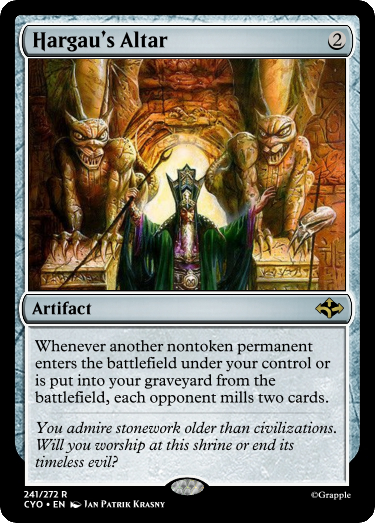 Hargau's Altar 2
Artifact
Whenever another nontoken permanent
enters the battlefield under your control or
is put into your graveyard from the
battlefield, each opponent mills two cards.
You admire stonework older than civilizations.
Will you worship at this shrine or end its
timeless evil?
241/272 R
CYO • EN Jan Patrik Krasny
©Grapple